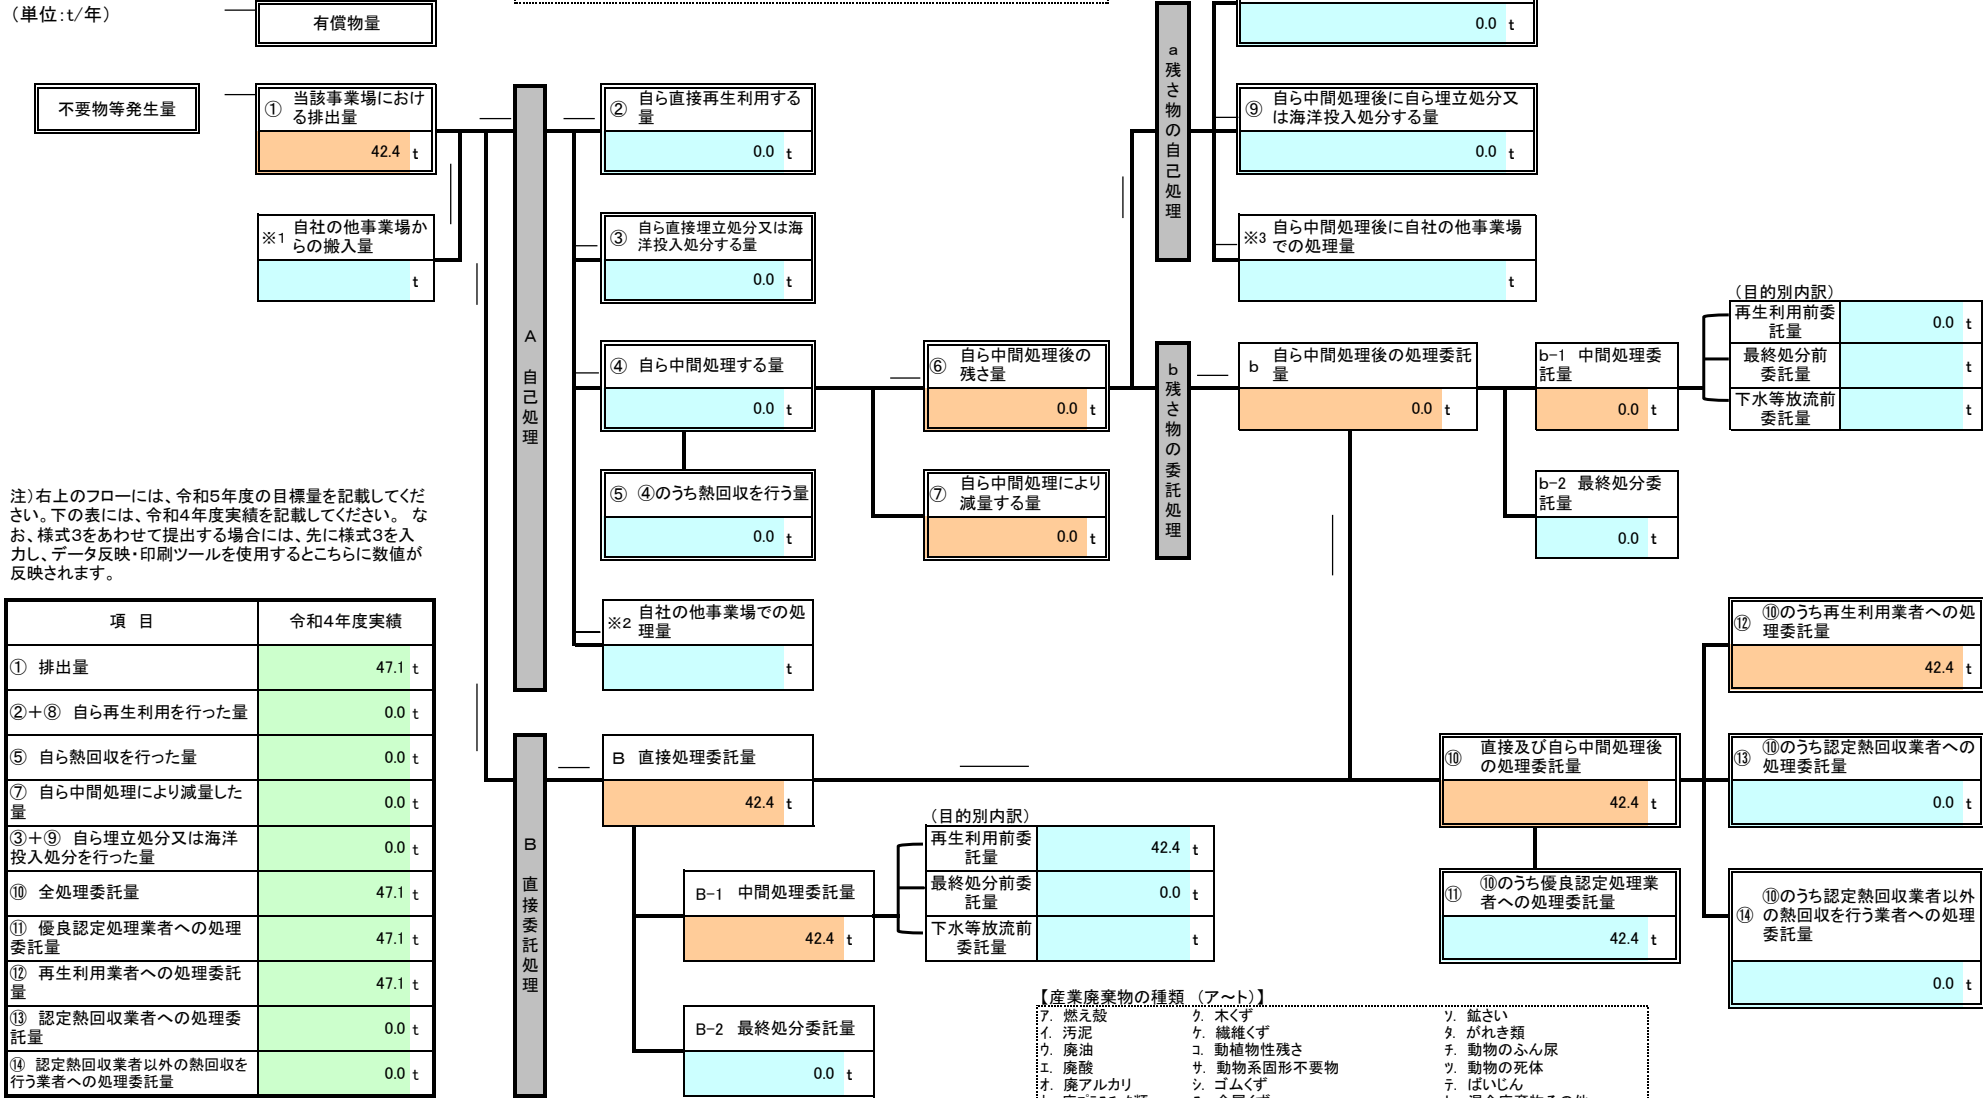 （単位:t/年）
有償物量
0.0 t
不要物等発生量
① 当該事業場におけ
る排出量
42.4 t
② 自ら直接再生利用する
量
0.0 t
a 残さ物の自己処理
⑨ 自ら中間処理後に自ら埋立処分又
は海洋投入処分する量
0.0 t
※1 自社の他事業場か
らの搬入量
t
③ 自ら直接埋立処分又は海
洋投入処分する量
0.0 t
※3 自ら中間処理後に自社の他事業場
での処理量
t
A 自己処理
④ 自ら中間処理する量
0.0 t
⑥ 自ら中間処理後の
残さ量
0.0 t
b 残さ物の委託処理
b 自ら中間処理後の処理委託
量
0.0 t
b-1 中間処理委
託量
0.0 t
（目的別内訳）
再生利用前委
託量
0.0 t
最終処分前
委託量
t
下水等放流前
委託量
t
⑤ ④のうち熱回収を行う量
0.0 t
⑦ 自ら中間処理により
減量する量
0.0 t
b-2 最終処分委
託量
0.0 t
注）右上のフローには、令和5年度の目標量を記載してくだ
さい。下の表には、令和4年度実績を記載してください。 な
お、様式3をあわせて提出する場合には、先に様式3を入
力し、データ反映・印刷ツールを使用するとこちらに数値が
反映されます。
※2 自社の他事業場での処
理量
t
項 目 令和4年度実績
① 排出量 47.1 t
②＋⑧ 自ら再生利用を行った量 0.0 t
⑤ 自ら熱回収を行った量 0.0 t
⑦ 自ら中間処理により減量した
量 0.0 t
③＋⑨ 自ら埋立処分又は海洋
投入処分を行った量 0.0 t
⑩ 全処理委託量 47.1 t
⑪ 優良認定処理業者への処理
委託量 47.1 t
⑫ 再生利用業者への処理委託
量 47.1 t
⑬ 認定熱回収業者への処理委
託量 0.0 t
⑭ 認定熱回収業者以外の熱回収を
行う業者への処理委託量 0.0 t
B 直接委託処理
B 直接処理委託量
42.4 t
B-1 中間処理委託量
42.4 t
（目的別内訳）
再生利用前委
託量
42.4 t
最終処分前委
託量
0.0 t
下水等放流前
委託量
t
B-2 最終処分委託量
0.0 t
⑩ 直接及び自ら中間処理後
の処理委託量
42.4 t
⑪ ⑩のうち優良認定処理業
者への処理委託量
42.4 t
⑫ ⑩のうち再生利用業者への処
理委託量
42.4 t
⑬ ⑩のうち認定熱回収業者への
処理委託量
0.0 t
⑭ ⑩のうち認定熱回収業者以外
の熱回収を行う業者への処理
委託量
0.0 t
【産業廃棄物の種類 （ア～ト）】
ア. 燃え殻 ク. 木くず ソ. 鉱さい
イ. 汚泥 ケ. 繊維くず タ. がれき類
ウ. 廃油 コ. 動植物性残さ チ. 動物のふん尿
エ. 廃酸 サ. 動物系固形不要物 ツ. 動物の死体
オ. 廃アルカリ シ. ゴムくず テ. ばいじん